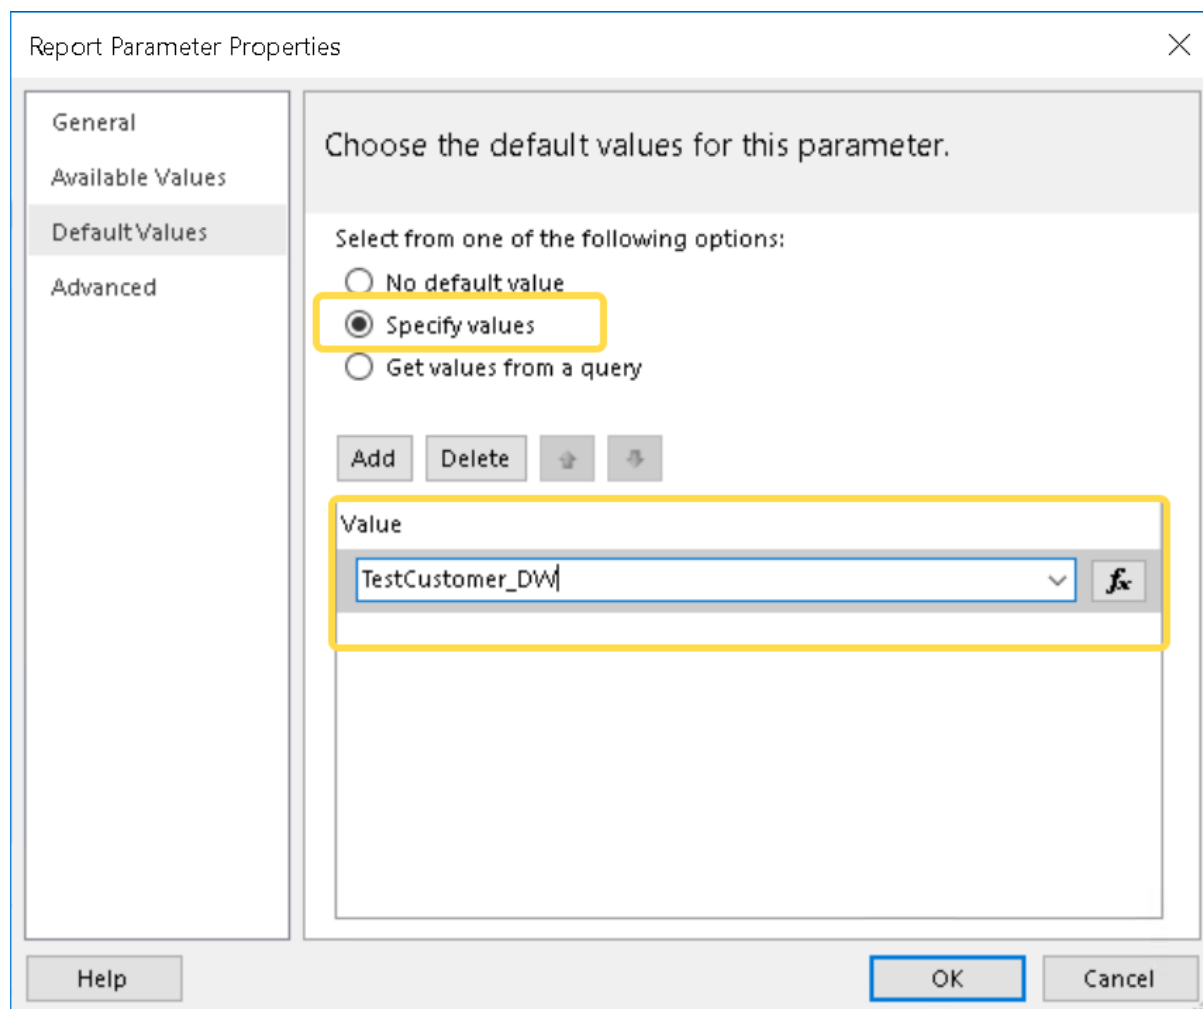 Report Parameter Properties
General
Available Values
Default Values
Advanced
Choose the default values for this parameter.
Select from one of the following options:
No default value
Specify values
Get values from a query
Add Delete
Value
TestCustomer_DW
fx
Help OK Cancel